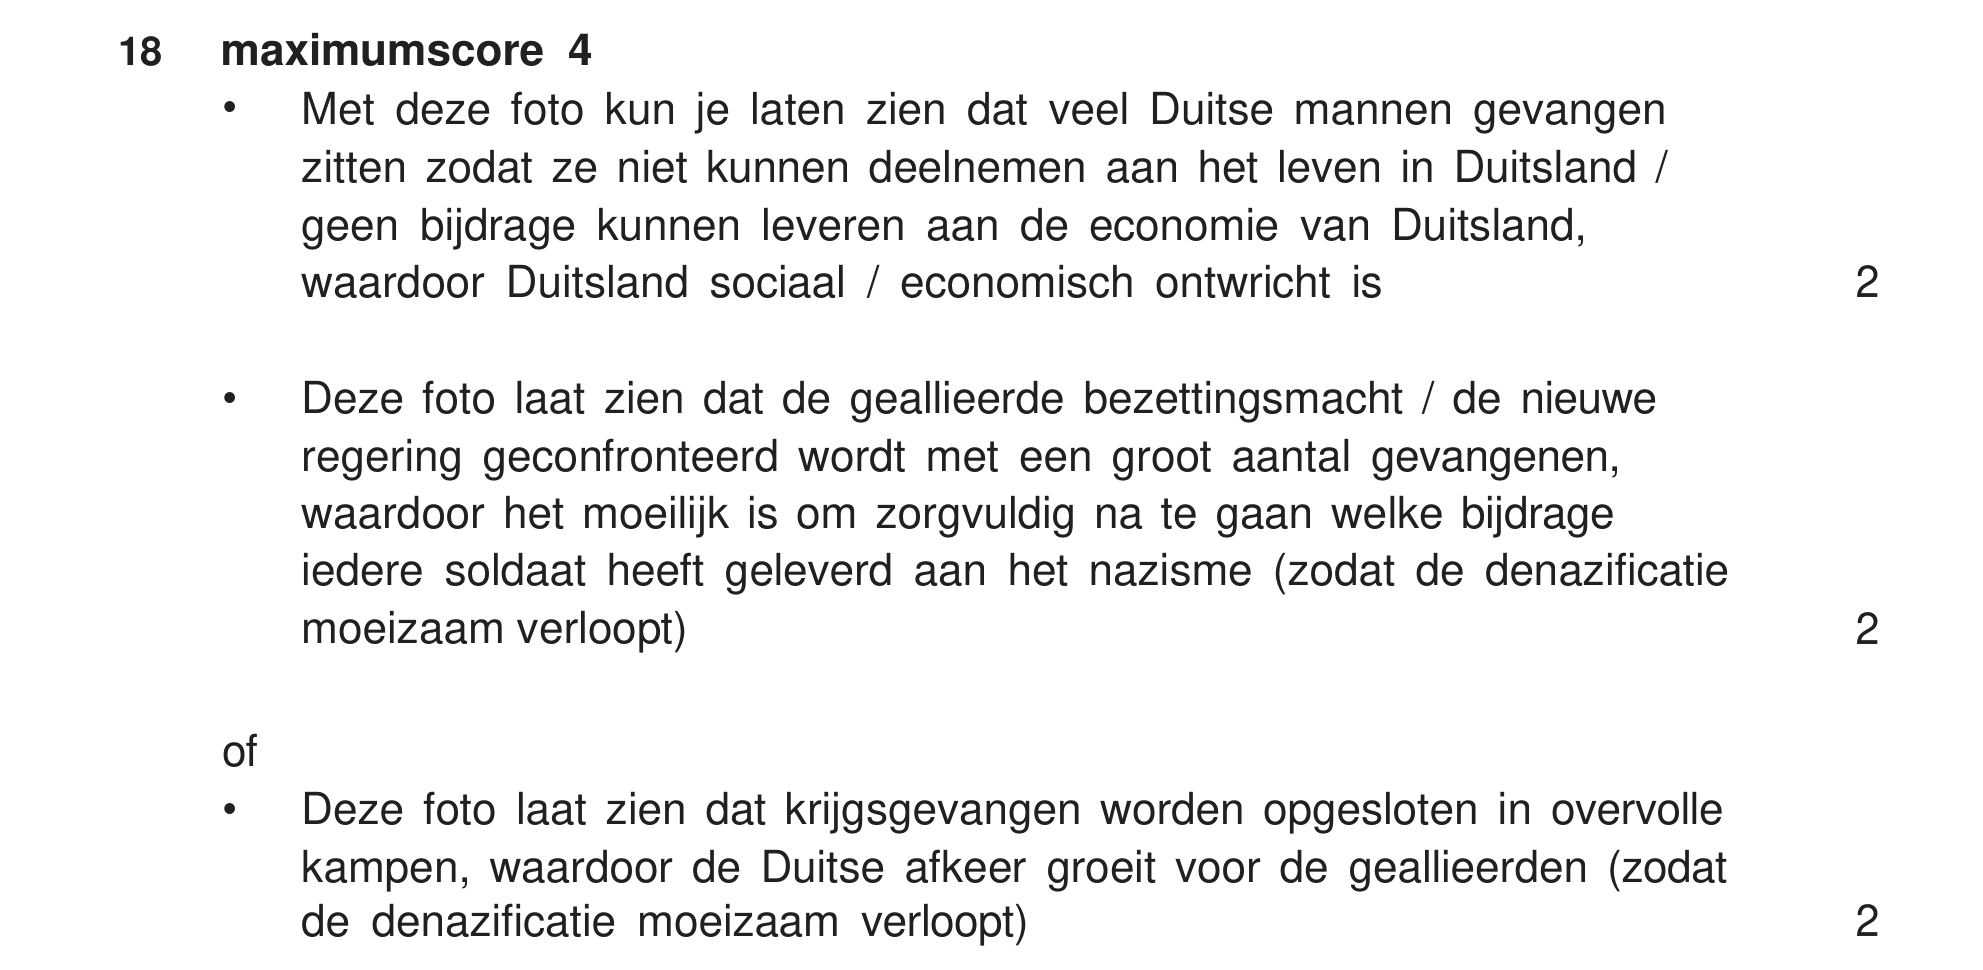 18 maximumscore 4
• Met deze foto kun je laten zien dat veel Duitse mannen gevangen
zitten zodat ze niet kunnen deelnemen aan het leven in Duitsland /
geen bijdrage kunnen leveren aan de economie van Duitsland,
waardoor Duitsland sociaal / economisch ontwricht is 2
• Deze foto laat zien dat de geallieerde bezettingsmacht / de nieuwe
regering geconfronteerd wordt met een groot aantal gevangenen,
waardoor het moeilijk is om zorgvuldig na te gaan welke bijdrage
iedere soldaat heeft geleverd aan het nazisme (zodat de denazificatie
moeizaam verloopt) 2
of
• Deze foto laat zien dat krijgsgevangen worden opgesloten in overvolle
kampen, waardoor de Duitse afkeer groeit voor de geallieerden (zodat
de denazificatie moeizaam verloopt) 2